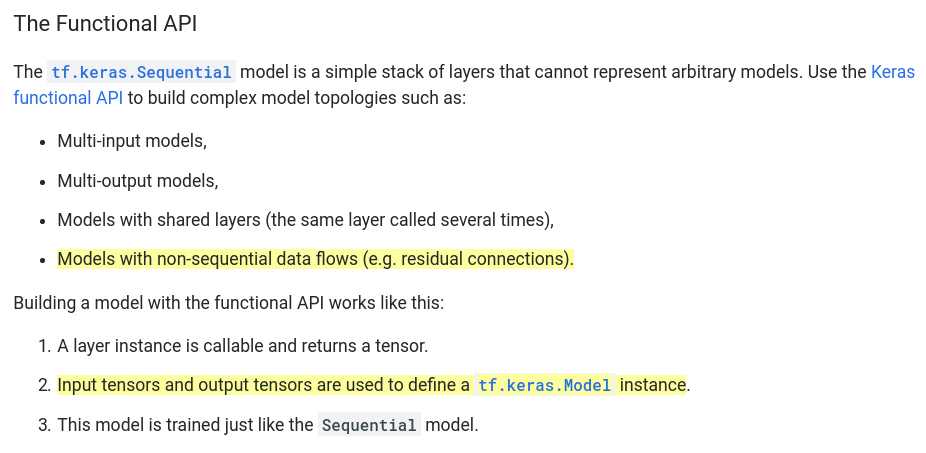 The Functional API
The tf.keras.Sequential model is a simple stack of layers that cannot represent arbitrary models. Use the Keras
functional API to build complex model topologies such as:
• Multi-input models,
• Multi-output models,
• Models with shared layers (the same layer called several times),
• Models with non-sequential data flows (e.g. residual connections).
Building a model with the functional API works like this:
1. A layer instance is callable and returns a tensor.
2. Input tensors and output tensors are used to define a tf.keras.Model instance.
3. This model is trained just like the Sequential model.